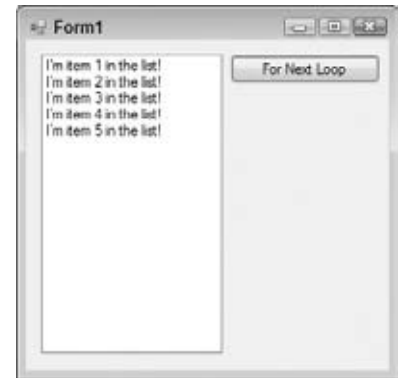 Form1
I'm item 1 in the list!
I'm item 2 in the list!
I'm item 3 in the list!
I'm item 4 in the list!
I'm item 5 in the list!
For Next Loop